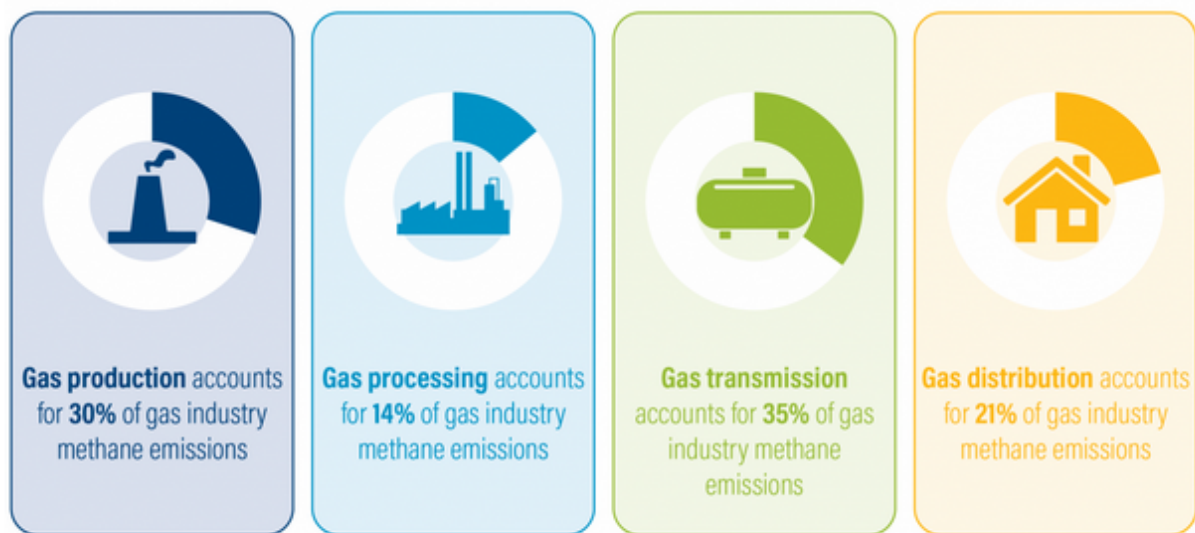 Gas production accounts
for 30% of gas industry
methane emissions
Gas processing accounts
for 14% of gas industry
methane emissions
Gas transmission
accounts for 35% of gas
industry methane
emissions
Gas distribution accounts
for 21% of gas industry
methane emissions